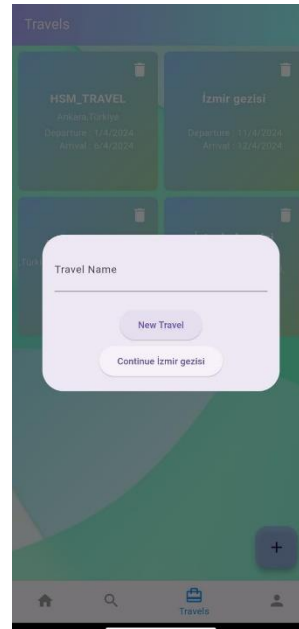 Travels
HSM_TRAVEL
Ankara,Türkiye
Departure : 1/4/2024
Arrival : 6/4/2024
İzmir gezisi
Departure : 11/4/2024
Arrival : 12/4/2024
Travel Name
New Travel
Continue İzmir gezisi
Travels